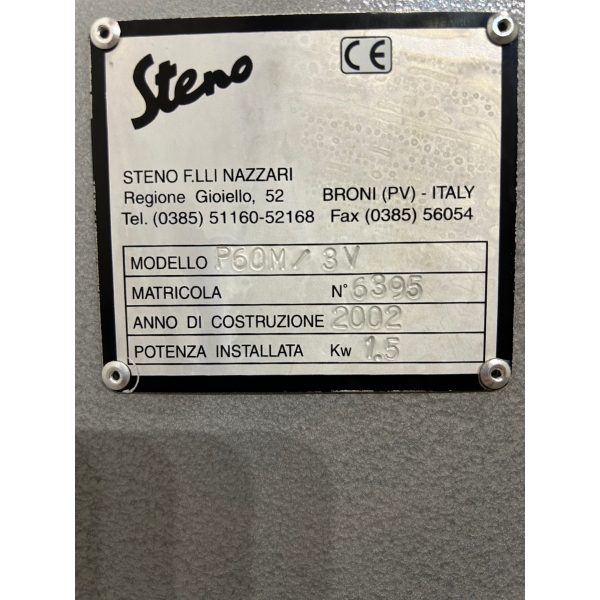 Steno CE
STENO F.LLI NAZZARI
Regione Gioiello, 52 BRONI (PV) - ITALY
Tel. (0385) 51160-52168 Fax (0385) 56054
MODELLO P60M/ 3V
MATRICOLA N° 6395
ANNO DI COSTRUZIONE 2002
POTENZA INSTALLATA Kw 1.5